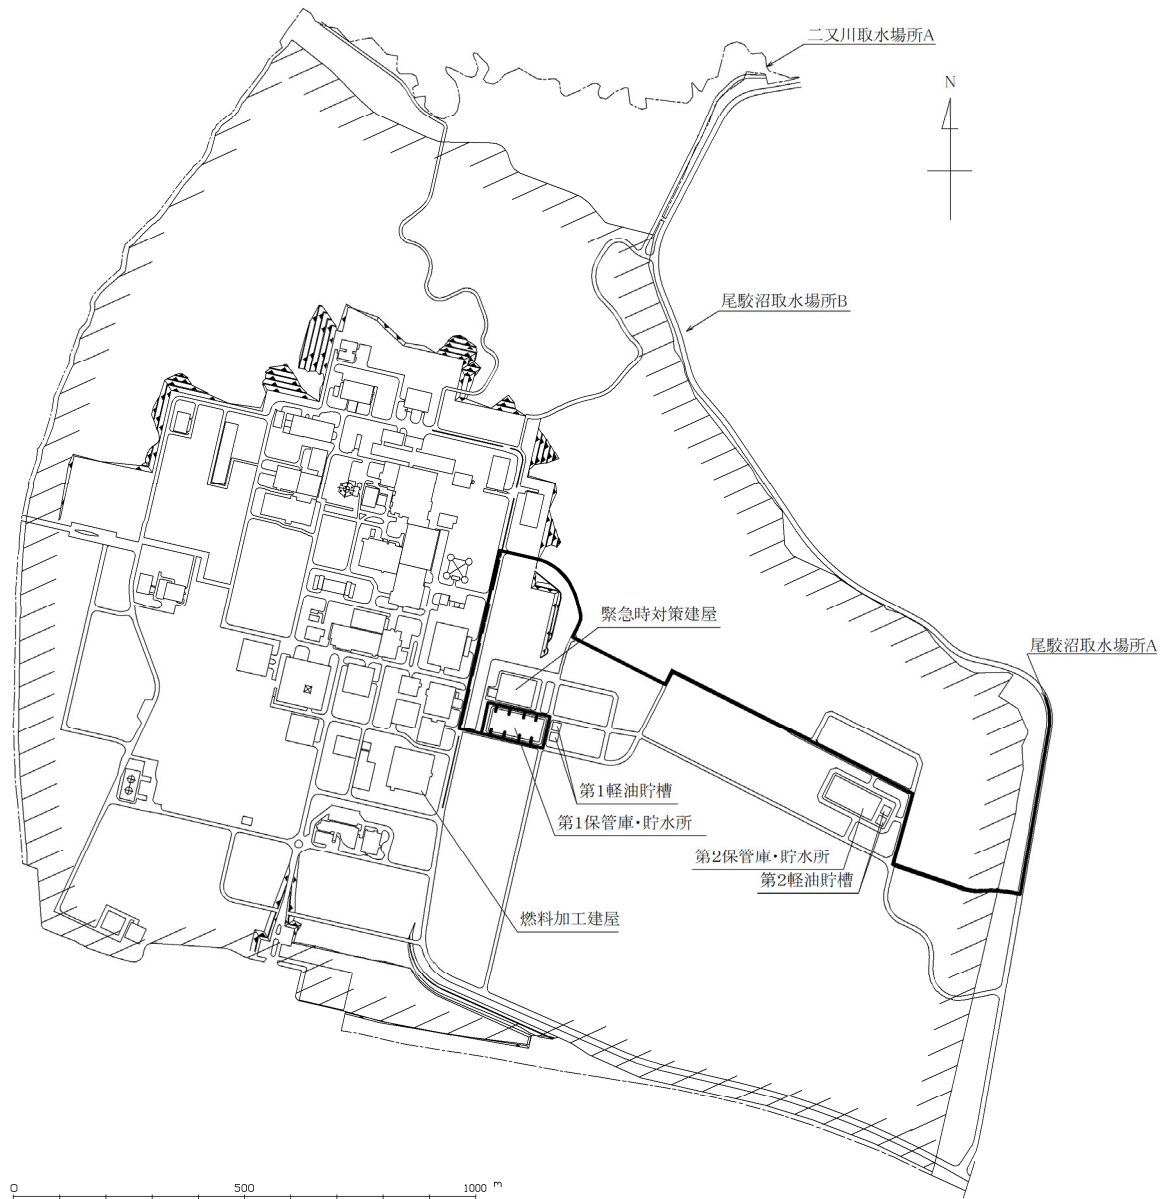 二又川取水場所A
N
尾駮沼取水場所B
緊急時対策建屋
尾駮沼取水場所A
第1軽油貯槽
第1保管庫・貯水所
第2保管庫・貯水所
第2軽油貯槽
燃料加工建屋
0 500 1000 m